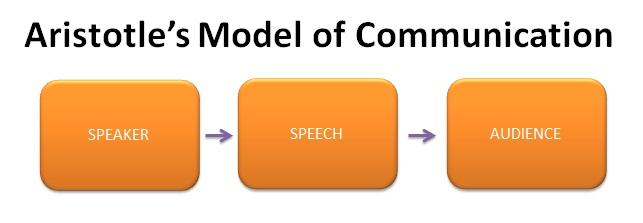 Aristotle's Model of Communication
SPEAKER
SPEECH
AUDIENCE